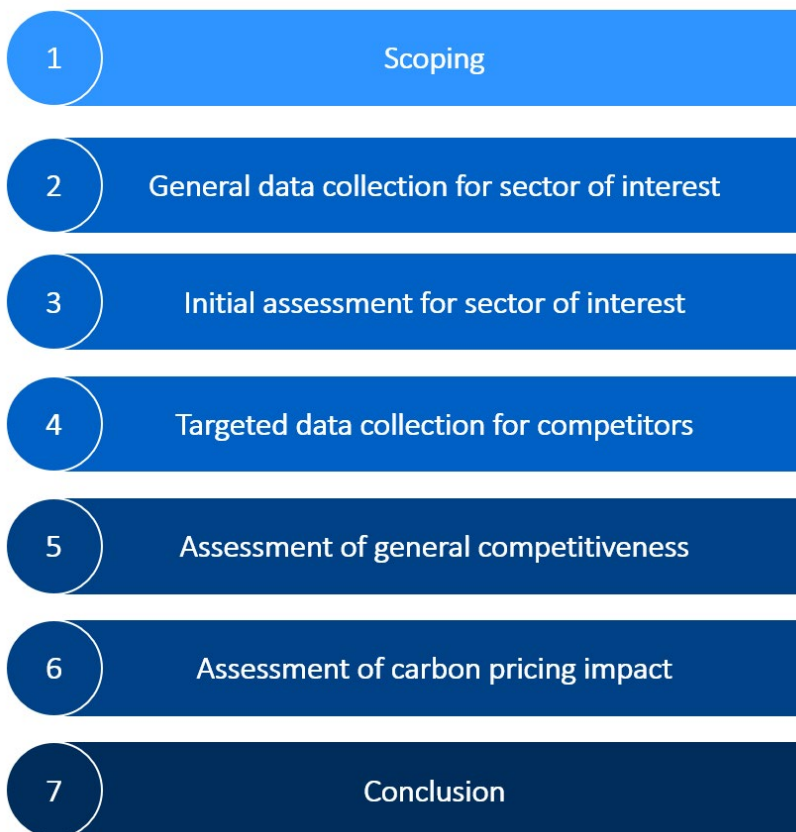 1 Scoping
2 General data collection for sector of interest
3 Initial assessment for sector of interest
4 Targeted data collection for competitors
5 Assessment of general competitiveness
6 Assessment of carbon pricing impact
7 Conclusion